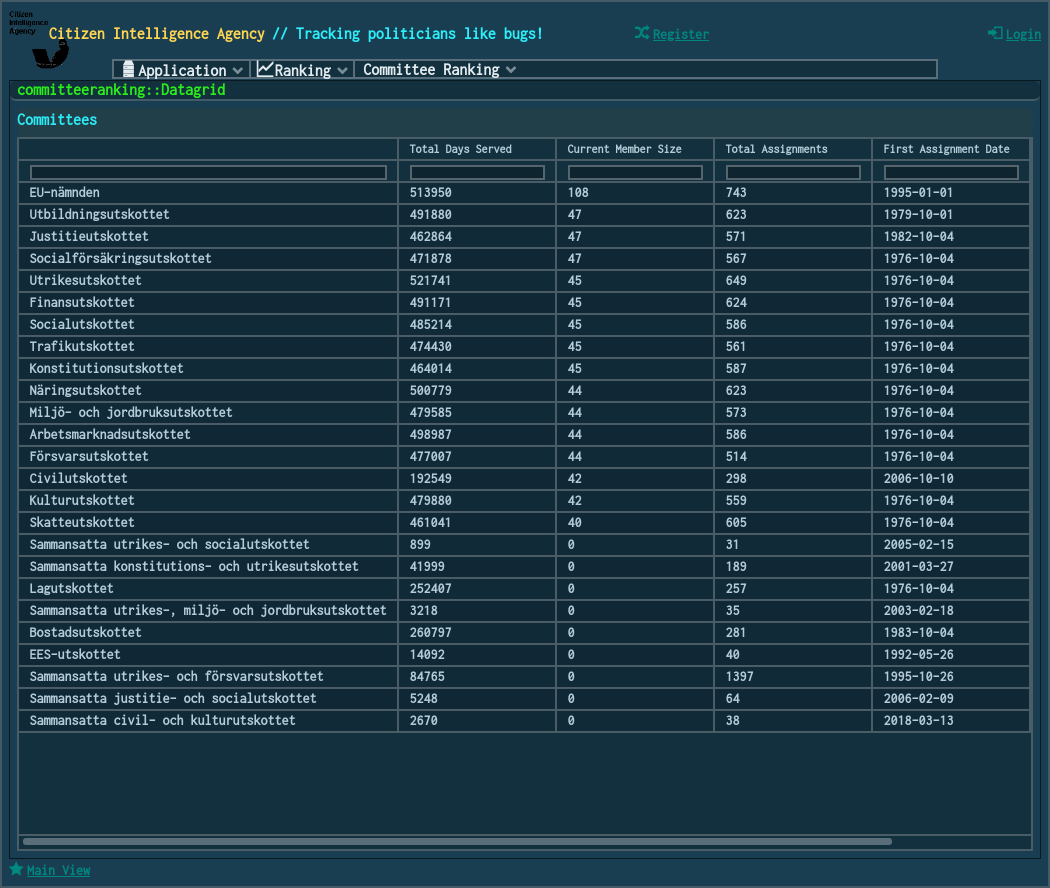 Citizen
Intelligence
Agency
Citizen Intelligence Agency // Tracking politicians like bugs!
Register
Login
Application Ranking Committee Ranking
committeeranking::Datagrid
Committees
Total Days Served Current Member Size Total Assignments First Assignment Date
EU-nämnden 513950 108 743 1995-01-01
Utbildningsutskottet 491880 47 623 1979-10-01
Justitieutskottet 462864 47 571 1982-10-04
Socialförsäkringsutskottet 471878 47 567 1976-10-04
Utrikesutskottet 521741 45 649 1976-10-04
Finansutskottet 491171 45 624 1976-10-04
Socialutskottet 485214 45 586 1976-10-04
Trafikutskottet 474430 45 561 1976-10-04
Konstitutionsutskottet 464014 45 587 1976-10-04
Näringsutskottet 500779 44 623 1976-10-04
Miljö- och jordbruksutskottet 479585 44 573 1976-10-04
Arbetsmarknadsutskottet 498987 44 586 1976-10-04
Försvarsutskottet 477007 44 514 1976-10-04
Civilutskottet 192549 42 298 2006-10-10
Kulturutskottet 479880 42 559 1976-10-04
Skatteutskottet 461041 40 605 1976-10-04
Sammansatta utrikes- och socialutskottet 899 0 31 2005-02-15
Sammansatta konstitutions- och utrikesutskottet 41999 0 189 2001-03-27
Lagutskottet 252407 0 257 1976-10-04
Sammansatta utrikes-, miljö- och jordbruksutskottet 3218 0 35 2003-02-18
Bostadsutskottet 260797 0 281 1983-10-04
EES-utskottet 14092 0 40 1992-05-26
Sammansatta utrikes- och försvarsutskottet 84765 0 1397 1995-10-26
Sammansatta justitie- och socialutskottet 5248 0 64 2006-02-09
Sammansatta civil- och kulturutskottet 2670 0 38 2018-03-13
Main View